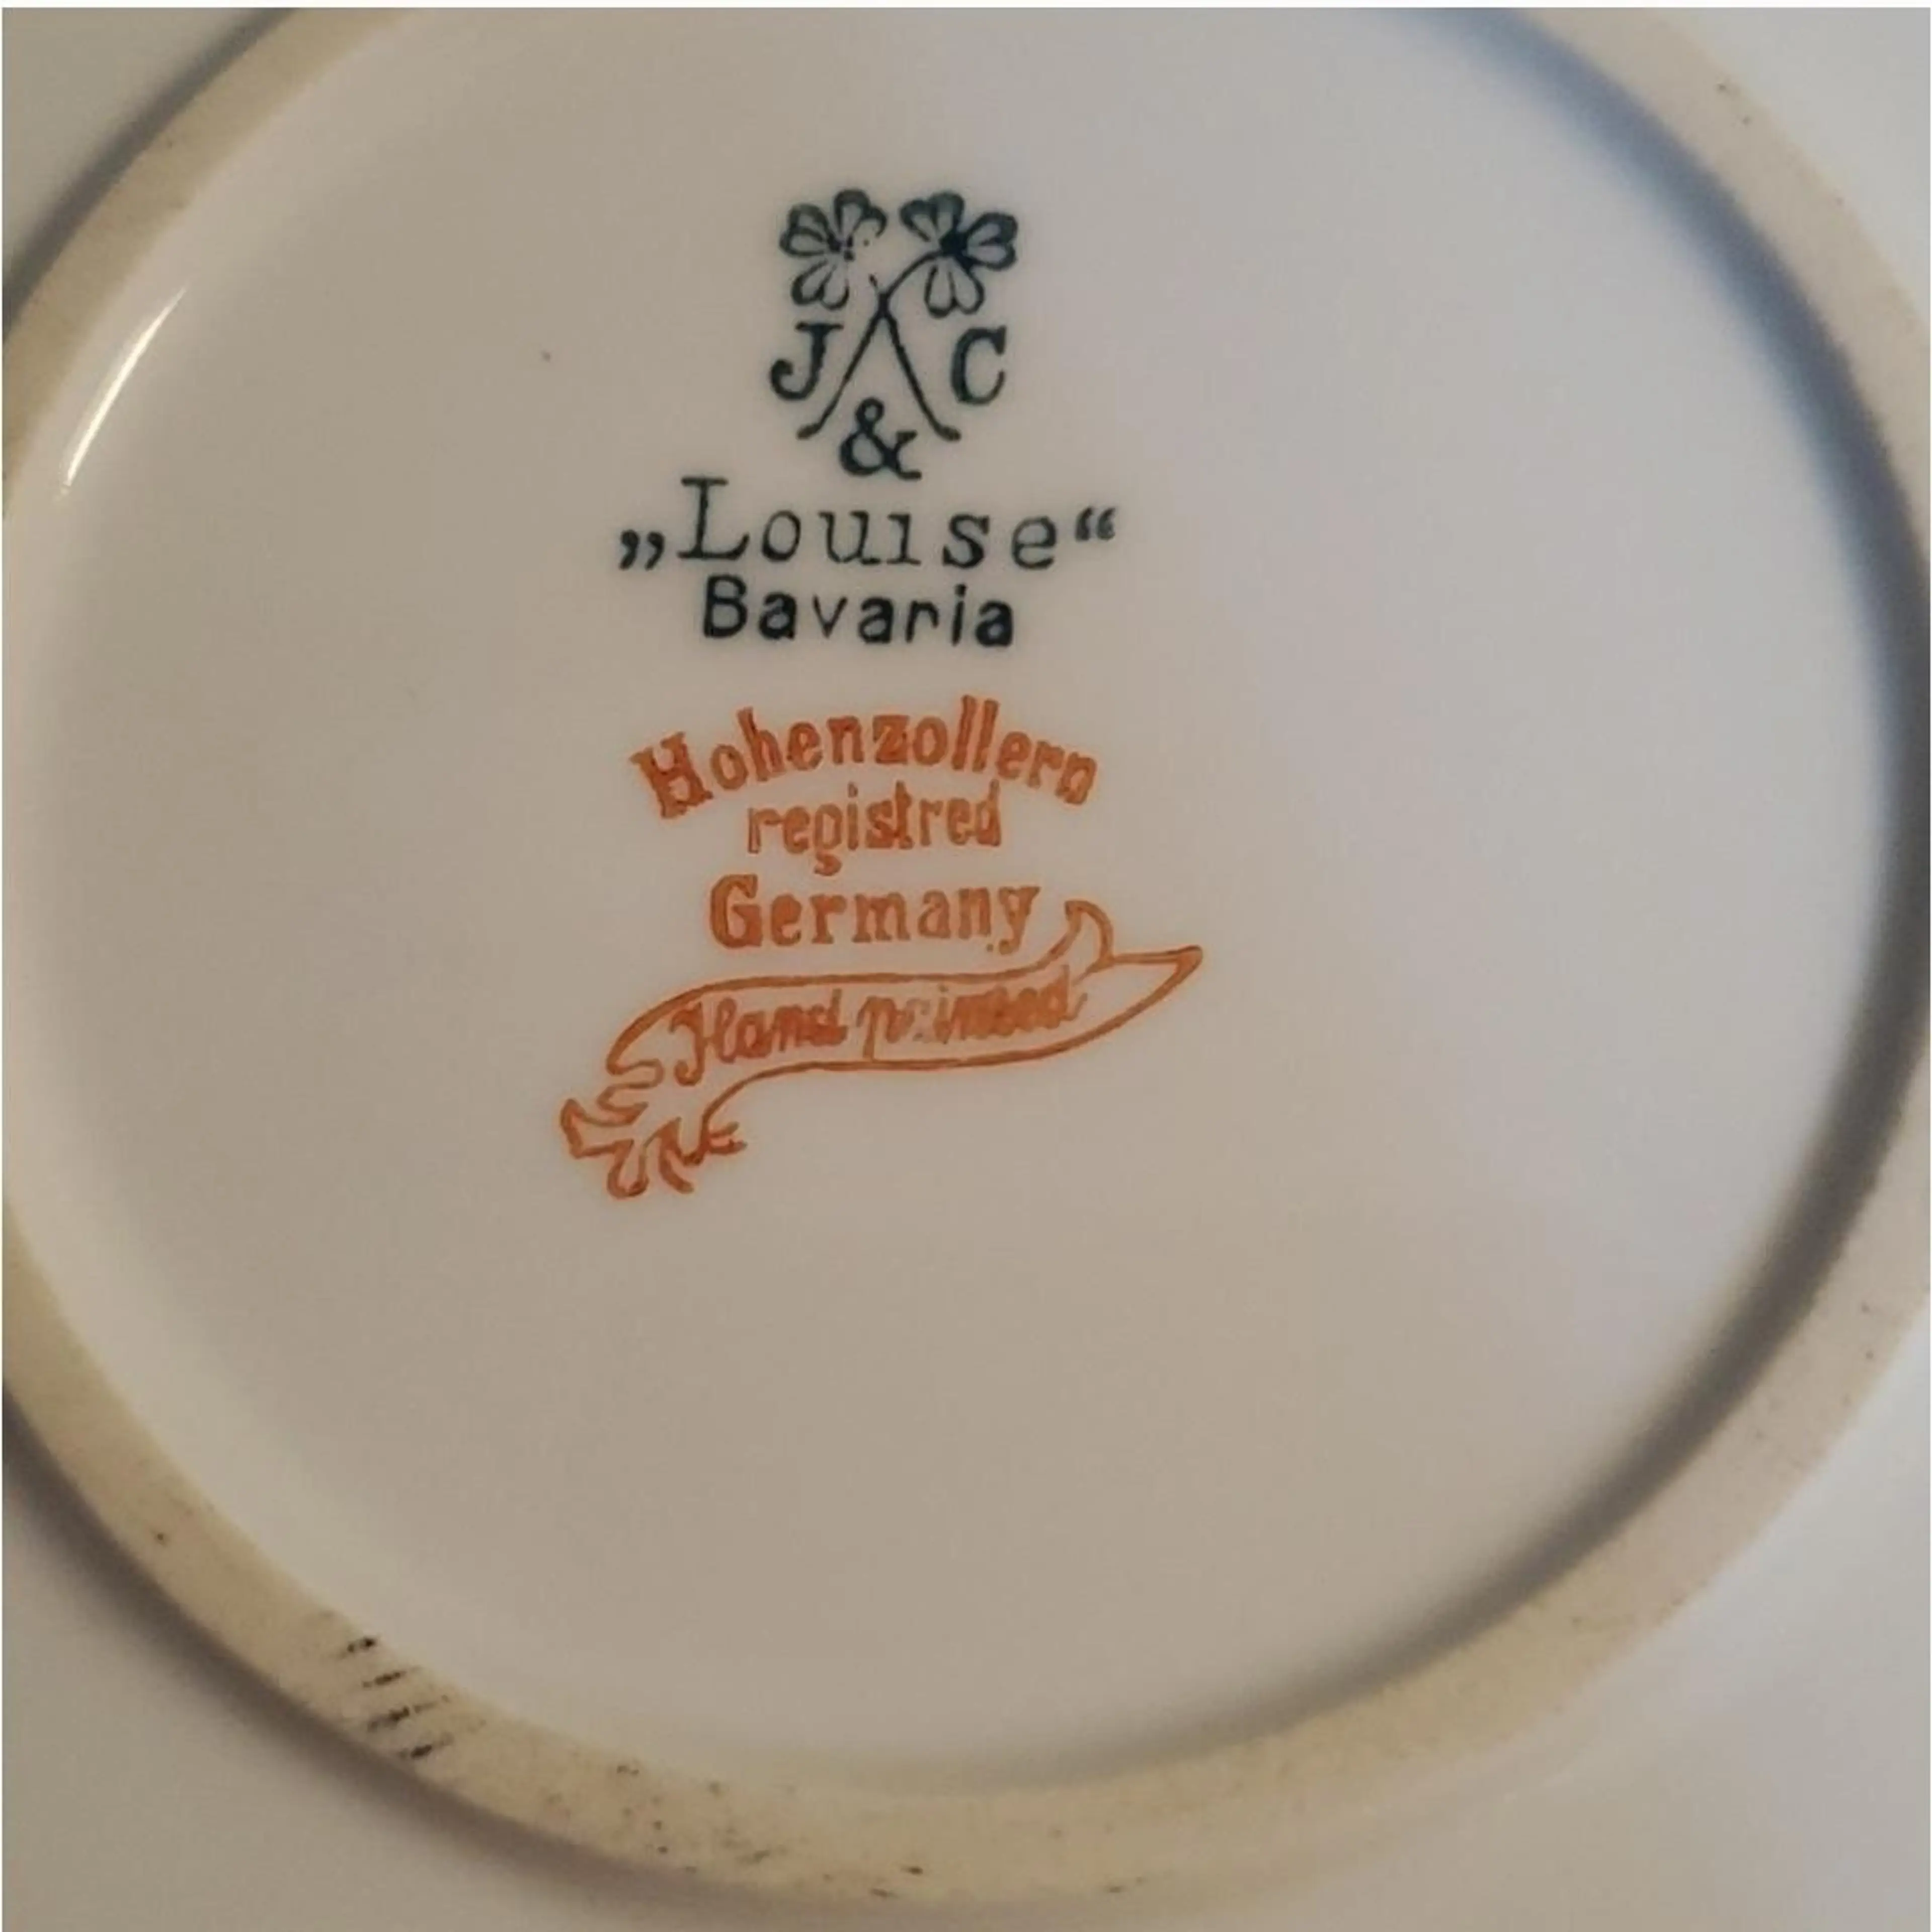 J & C
„Louise“
Bavaria
Hohenzollern
registred
Germany
Hand painted